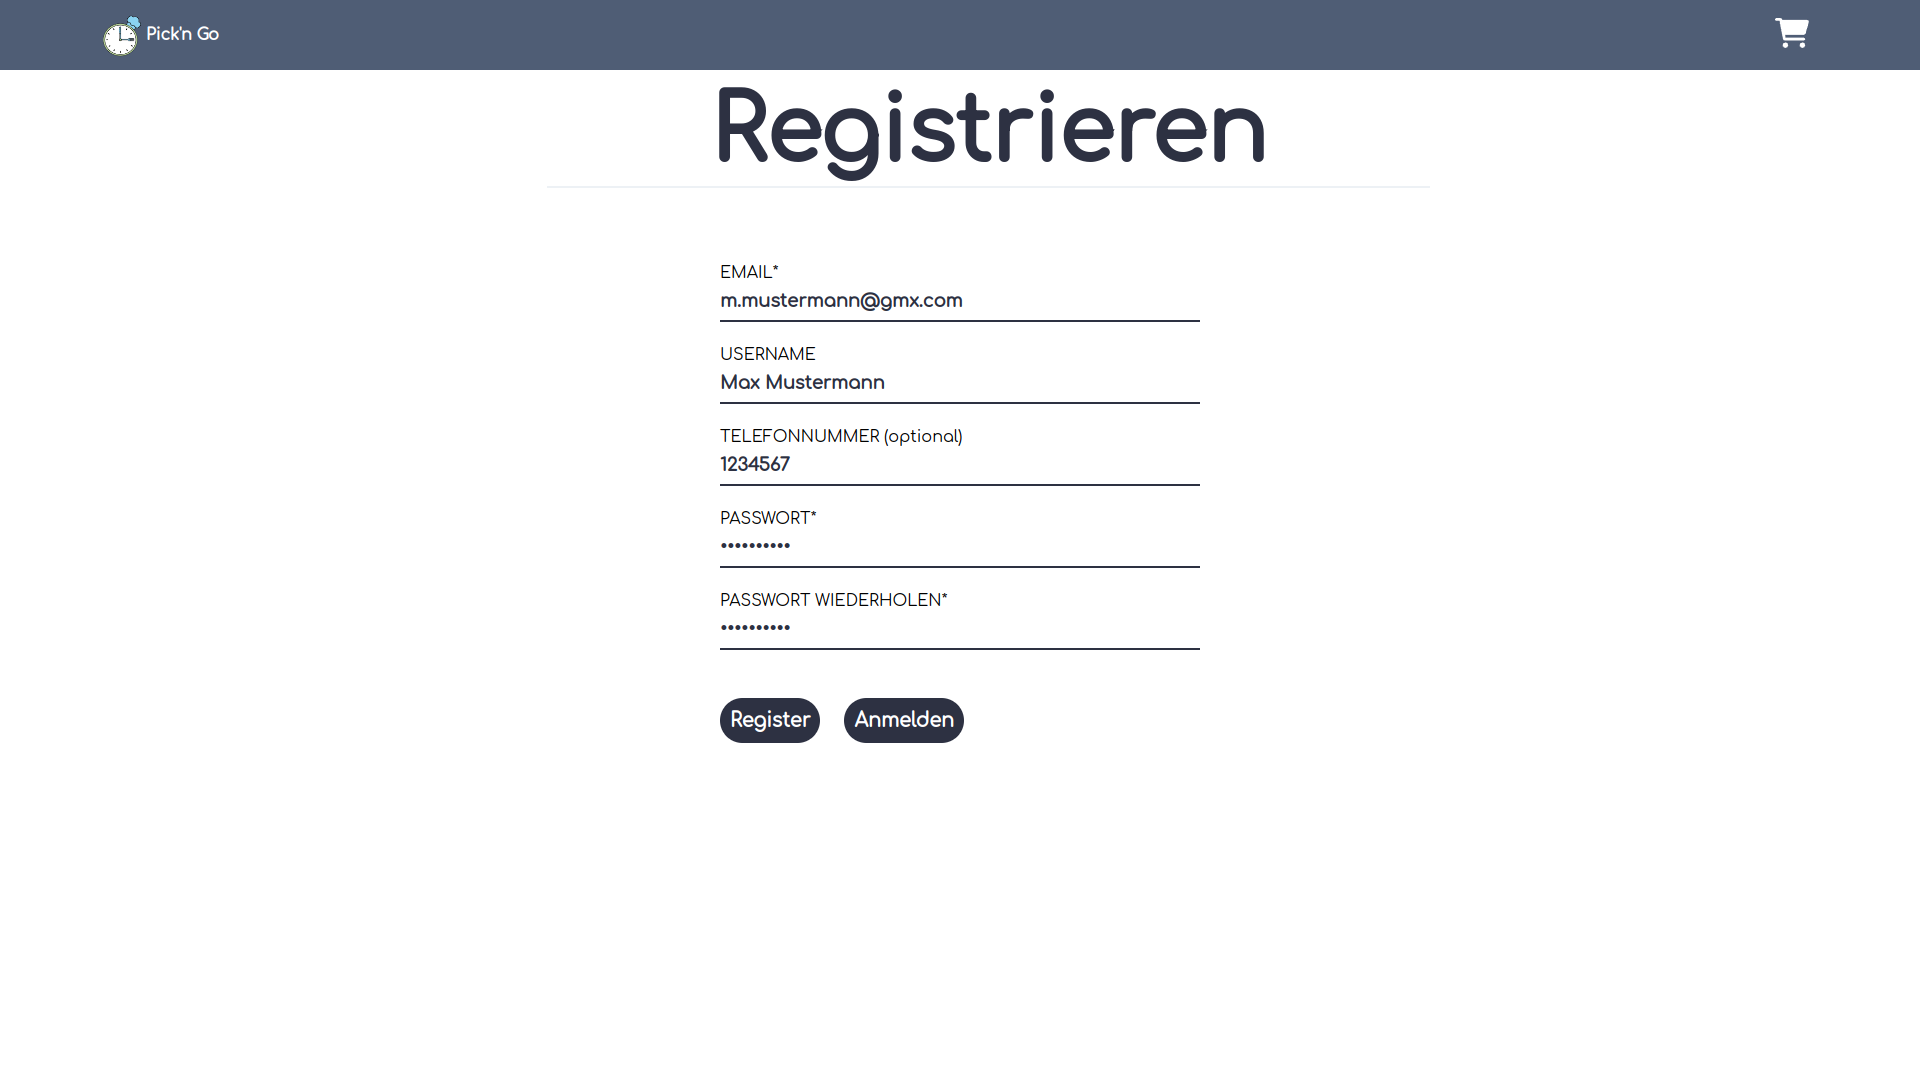 Pick'n Go
Registrieren
EMAIL*
m.mustermann@gmx.com
USERNAME
Max Mustermann
TELEFONNUMMER (optional)
1234567
PASSWORT*
••••••••••
PASSWORT WIEDERHOLEN*
••••••••••
Register Anmelden